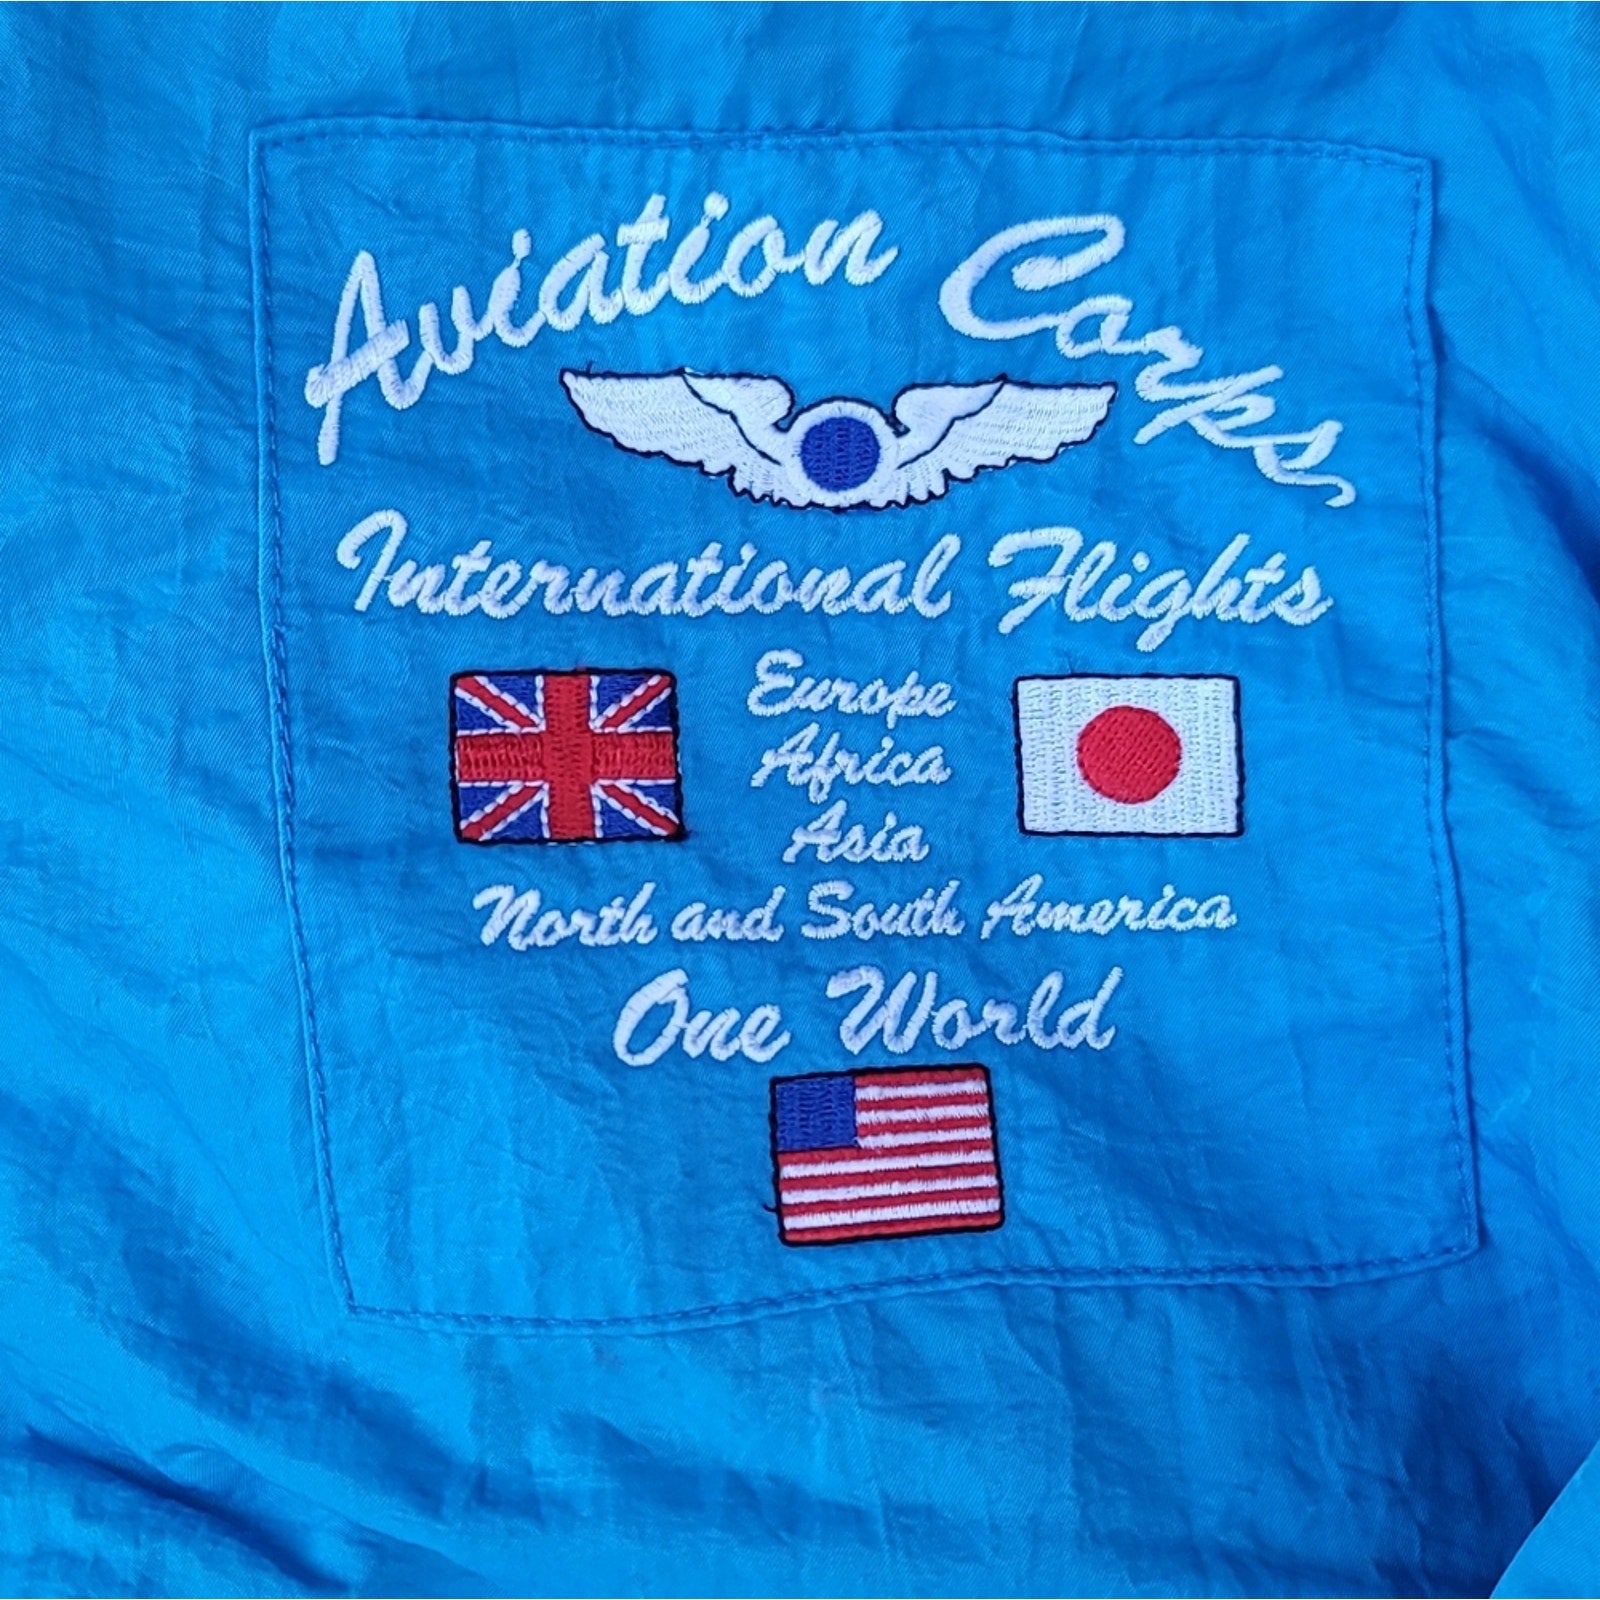 Aviation Corps
International Flights
Europe
Africa
Asia
North and South America
One World